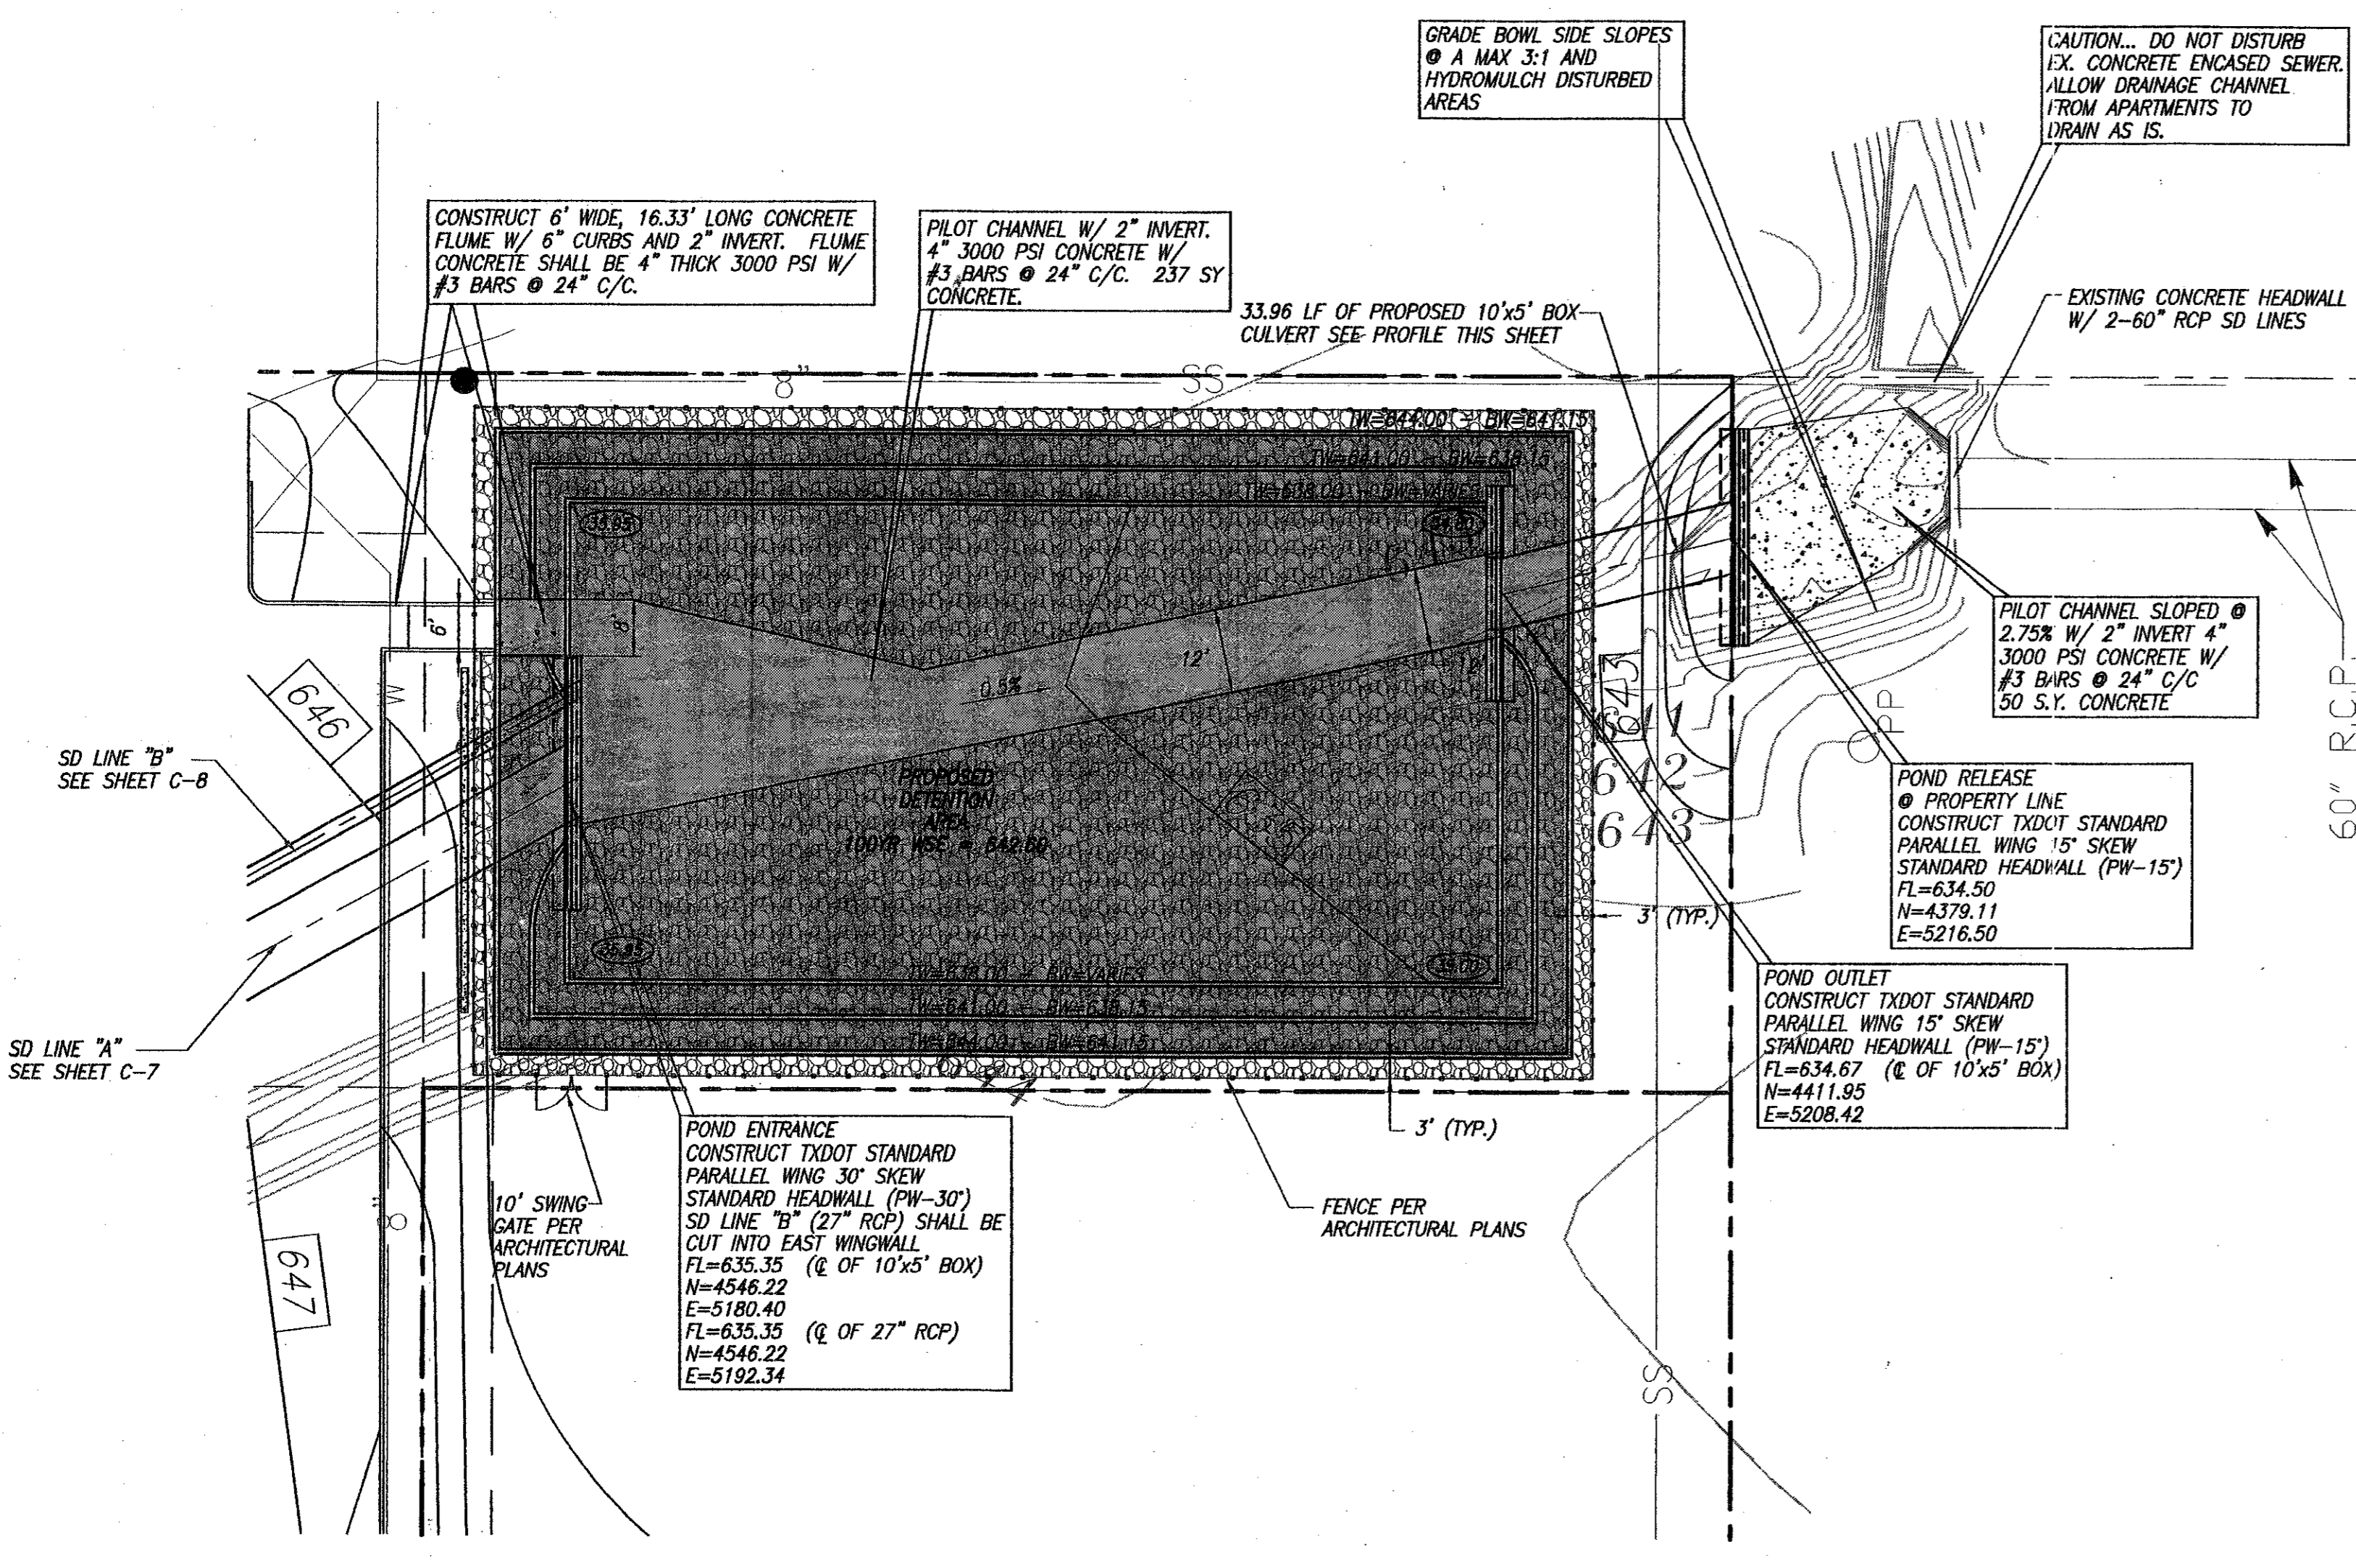 GRADE BOWL SIDE SLOPES
@ A MAX 3:1 AND
HYDROMULCH DISTURBED
AREAS
CAUTION... DO NOT DISTURB
EX. CONCRETE ENCASED SEWER.
ALLOW DRAINAGE CHANNEL
FROM APARTMENTS TO
DRAIN AS IS.
CONSTRUCT 6' WIDE, 16.33' LONG CONCRETE
FLUME W/ 6" CURBS AND 2" INVERT. FLUME
CONCRETE SHALL BE 4" THICK 3000 PSI W/
#3 BARS @ 24" C/C.
PILOT CHANNEL W/ 2" INVERT.
4" 3000 PSI CONCRETE W/
#3 BARS @ 24" C/C. 237 SY
CONCRETE.
33.96 LF OF PROPOSED 10'x5' BOX
CULVERT SEE PROFILE THIS SHEET
EXISTING CONCRETE HEADWALL
W/ 2-60" RCP SD LINES
8"
SS
TW=644.00 - BW=641.15
TW=641.00 - BW=638.15
TW=638.00 - BW=VARIES
35.95
6'
8'
12'
12'
0.5%
W
646
643
641
642
643
PP
60" R.C.P.
PILOT CHANNEL SLOPED @
2.75% W/ 2" INVERT 4"
3000 PSI CONCRETE W/
#3 BARS @ 24" C/C
50 S.Y. CONCRETE
SD LINE "B"
SEE SHEET C-8
PROPOSED
DETENTION
AREA
100YR WSE = 642.60
POND RELEASE
@ PROPERTY LINE
CONSTRUCT TXDOT STANDARD
PARALLEL WING 15° SKEW
STANDARD HEADWALL (PW-15°)
FL=634.50
N=4379.11
E=5216.50
3' (TYP.)
POND OUTLET
CONSTRUCT TXDOT STANDARD
PARALLEL WING 15° SKEW
STANDARD HEADWALL (PW-15°)
FL=634.67 (℄ OF 10'x5' BOX)
N=4411.95
E=5208.42
TW=638.00 - BW=VARIES
TW=641.00 - BW=638.15
TW=644.00 - BW=641.15
SD LINE "A"
SEE SHEET C-7
3' (TYP.)
POND ENTRANCE
CONSTRUCT TXDOT STANDARD
PARALLEL WING 30° SKEW
STANDARD HEADWALL (PW-30°)
SD LINE "B" (27" RCP) SHALL BE
CUT INTO EAST WINGWALL
FL=635.35 (℄ OF 10'x5' BOX)
N=4546.22
E=5180.40
FL=635.35 (℄ OF 27" RCP)
N=4546.22
E=5192.34
10' SWING
GATE PER
ARCHITECTURAL
PLANS
FENCE PER
ARCHITECTURAL PLANS
8"
647
SS